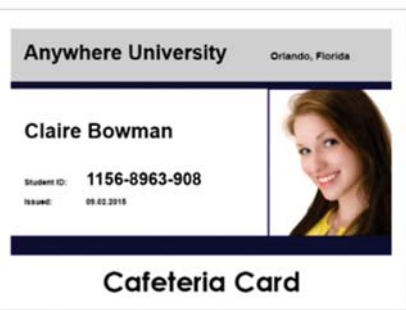 Anywhere University Orlando, Florida
Claire Bowman
Student ID: 1156-8963-908
Issued: 09.02.2015
Cafeteria Card